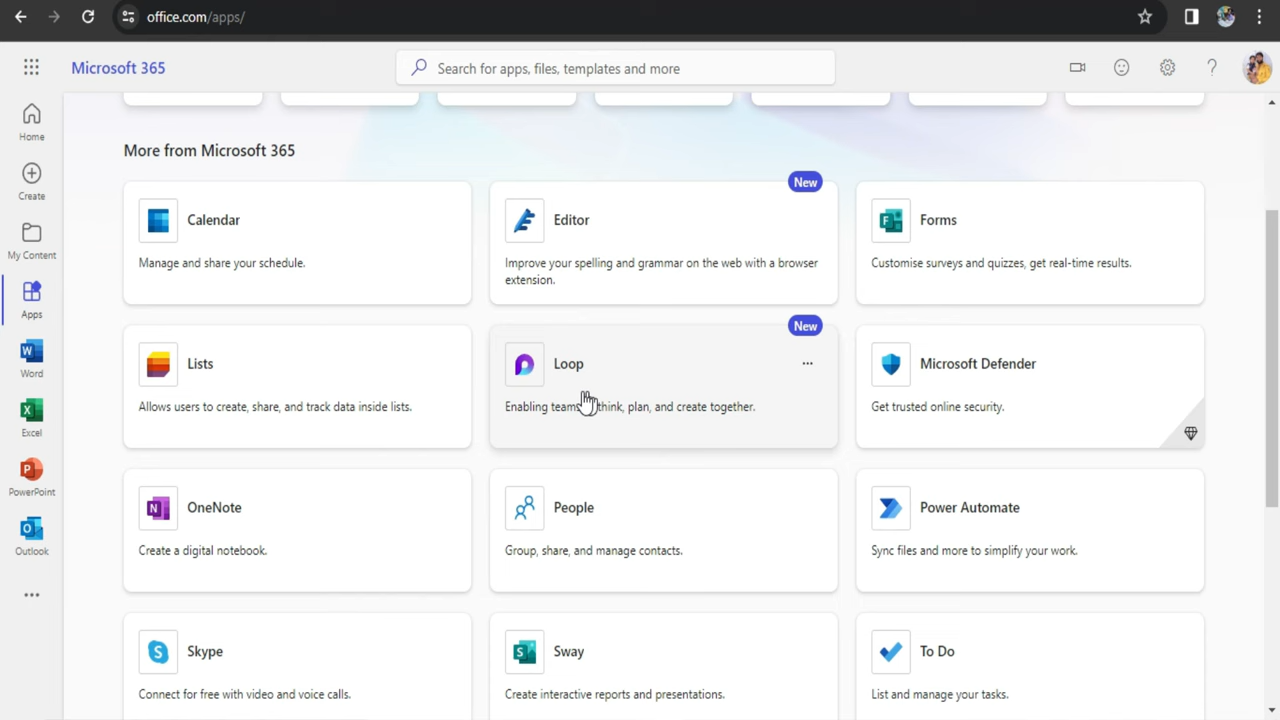 office.com/apps/
Microsoft 365
Search for apps, files, templates and more
Home
Create
My Content
Apps
Word
Excel
PowerPoint
Outlook
More from Microsoft 365
Calendar
Manage and share your schedule.
New
Editor
Improve your spelling and grammar on the web with a browser
extension.
Forms
Customise surveys and quizzes, get real-time results.
Lists
Allows users to create, share, and track data inside lists.
New
Loop
Enabling teams think, plan, and create together.
Microsoft Defender
Get trusted online security.
OneNote
Create a digital notebook.
People
Group, share, and manage contacts.
Power Automate
Sync files and more to simplify your work.
Skype
Connect for free with video and voice calls.
Sway
Create interactive reports and presentations.
To Do
List and manage your tasks.